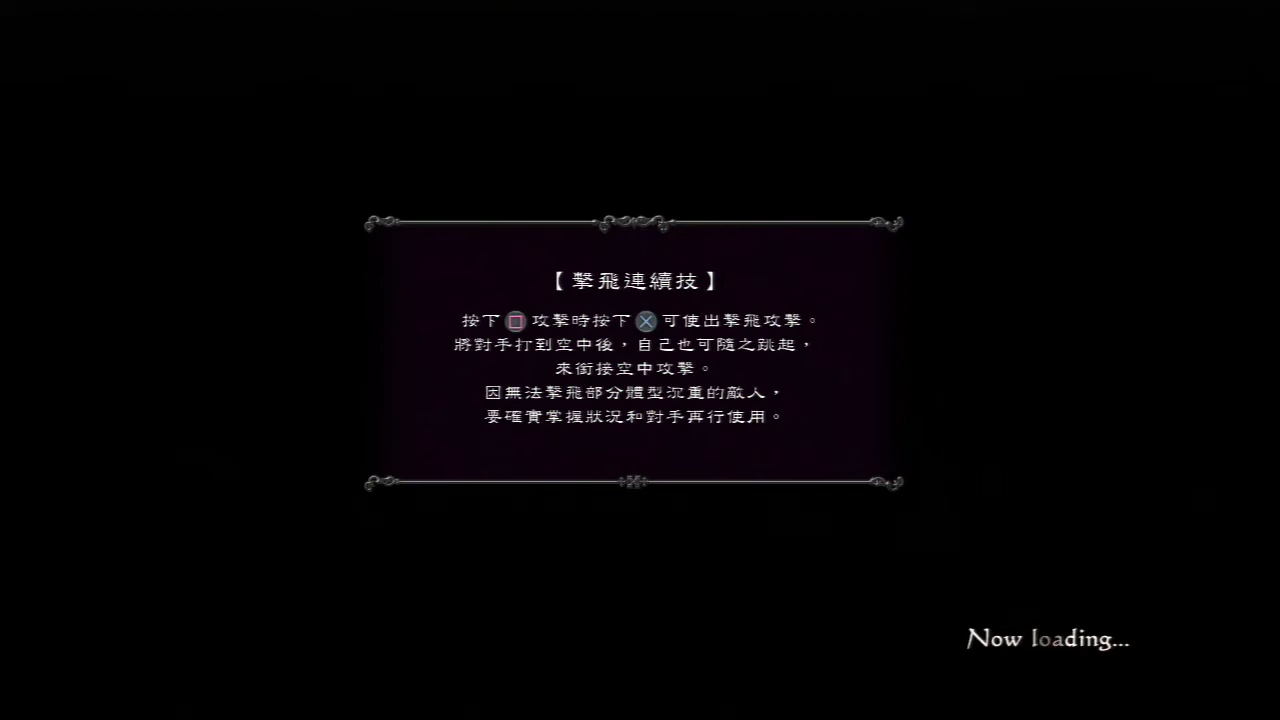 【擊飛連續技】
按下□攻擊時按下×可使出擊飛攻擊。
將對手打到空中後，自己也可隨之跳起，
來銜接空中攻擊。
因無法擊飛部分體型沉重的敵人，
要確實掌握狀況和對手再行使用。
Now loading...